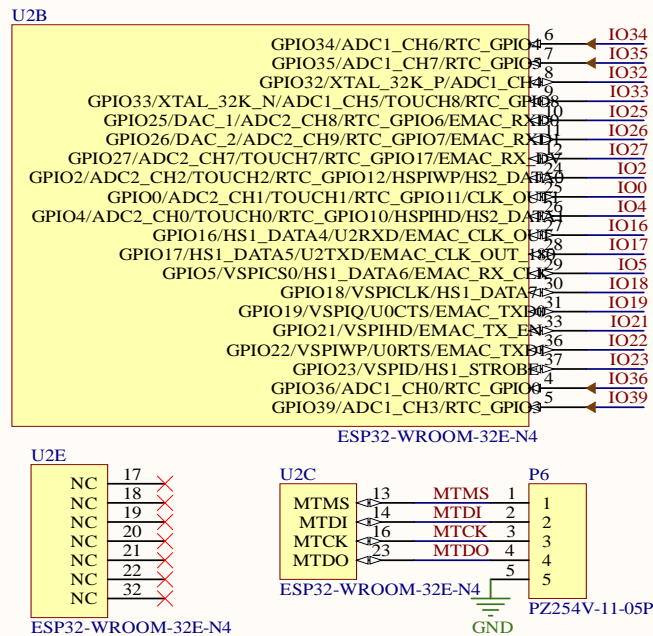 U2B
GPIO34/ADC1_CH6/RTC_GPIO4 6 IO34
GPIO35/ADC1_CH7/RTC_GPIO5 7 IO35
GPIO32/XTAL_32K_P/ADC1_CH4 8 IO32
GPIO33/XTAL_32K_N/ADC1_CH5/TOUCH8/RTC_GPIO8 9 IO33
GPIO25/DAC_1/ADC2_CH8/RTC_GPIO6/EMAC_RXD0 10 IO25
GPIO26/DAC_2/ADC2_CH9/RTC_GPIO7/EMAC_RXD1 11 IO26
GPIO27/ADC2_CH7/TOUCH7/RTC_GPIO17/EMAC_RX_DV 12 IO27
GPIO2/ADC2_CH2/TOUCH2/RTC_GPIO12/HSPIWP/HS2_DATA0 24 IO2
GPIO0/ADC2_CH1/TOUCH1/RTC_GPIO11/CLK_OUT1 25 IO0
GPIO4/ADC2_CH0/TOUCH0/RTC_GPIO10/HSPIHD/HS2_DATA1 26 IO4
GPIO16/HS1_DATA4/U2RXD/EMAC_CLK_OUT 27 IO16
GPIO17/HS1_DATA5/U2TXD/EMAC_CLK_OUT_180 28 IO17
GPIO5/VSPICS0/HS1_DATA6/EMAC_RX_CLK 29 IO5
GPIO18/VSPICLK/HS1_DATA7 30 IO18
GPIO19/VSPIQ/U0CTS/EMAC_TXD0 31 IO19
GPIO21/VSPIHD/EMAC_TX_EN 33 IO21
GPIO22/VSPIWP/U0RTS/EMAC_TXD1 36 IO22
GPIO23/VSPID/HS1_STROBE 37 IO23
GPIO36/ADC1_CH0/RTC_GPIO0 4 IO36
GPIO39/ADC1_CH3/RTC_GPIO3 5 IO39
ESP32-WROOM-32E-N4
U2E
NC 17
NC 18
NC 19
NC 20
NC 21
NC 22
NC 32
ESP32-WROOM-32E-N4
U2C P6
MTMS 13 MTMS 1 1
MTDI 14 MTDI 2 2
MTCK 16 MTCK 3 3
MTDO 23 MTDO 4 4
5 5
ESP32-WROOM-32E-N4
PZ254V-11-05P
GND